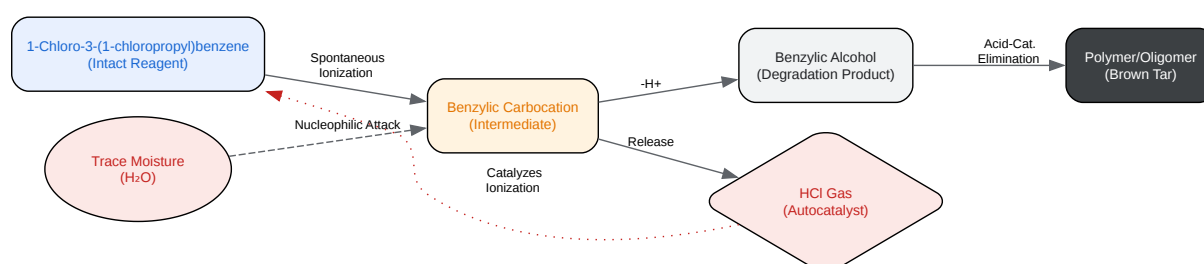 1-Chloro-3-(1-chloropropyl)benzene
(Intact Reagent)
Spontaneous
Ionization
Trace Moisture
(H₂O)
Nucleophilic Attack
Benzylic Carbocation
(Intermediate)
Catalyzes
Ionization
-H+
Release
Benzylic Alcohol
(Degradation Product)
HCl Gas
(Autocatalyst)
Acid-Cat.
Elimination
Polymer/Oligomer
(Brown Tar)